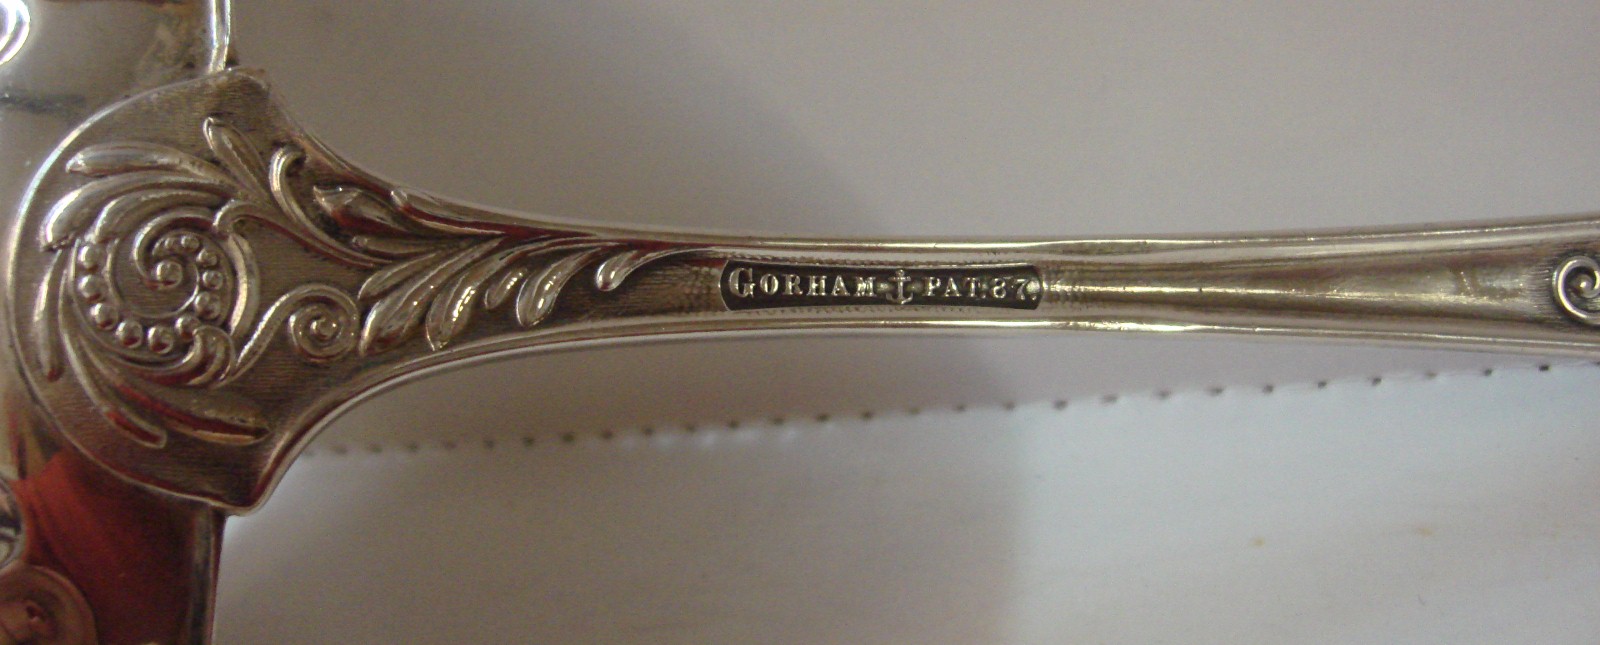 GORHAM ⚓ PAT.87.